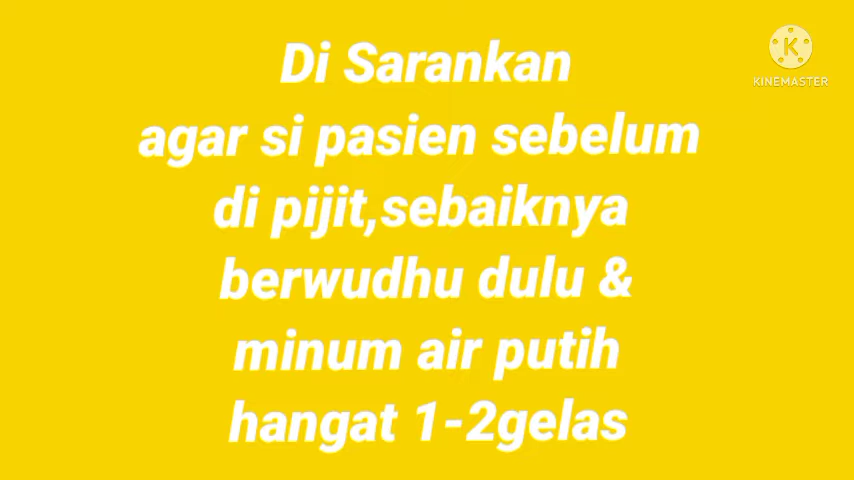 Di Sarankan
agar si pasien sebelum
di pijit,sebaiknya
berwudhu dulu &
minum air putih
hangat 1-2gelas
K
KINEMASTER